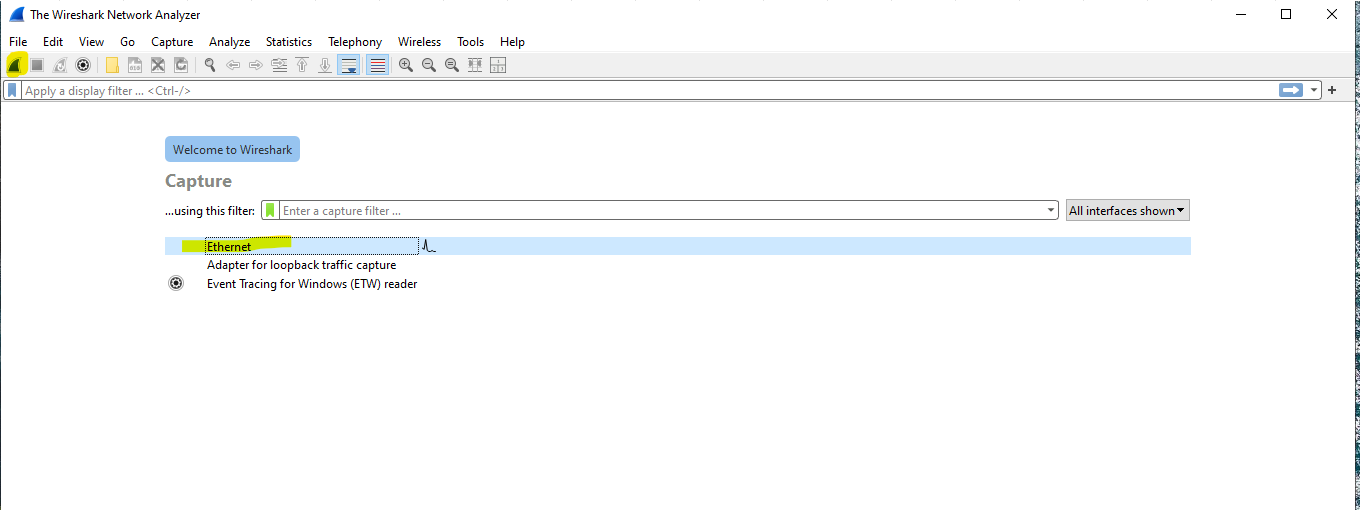 The Wireshark Network Analyzer
File Edit View Go Capture Analyze Statistics Telephony Wireless Tools Help
Apply a display filter ... <Ctrl-/>
Welcome to Wireshark
Capture
...using this filter: Enter a capture filter ... All interfaces shown
Ethernet
Adapter for loopback traffic capture
Event Tracing for Windows (ETW) reader